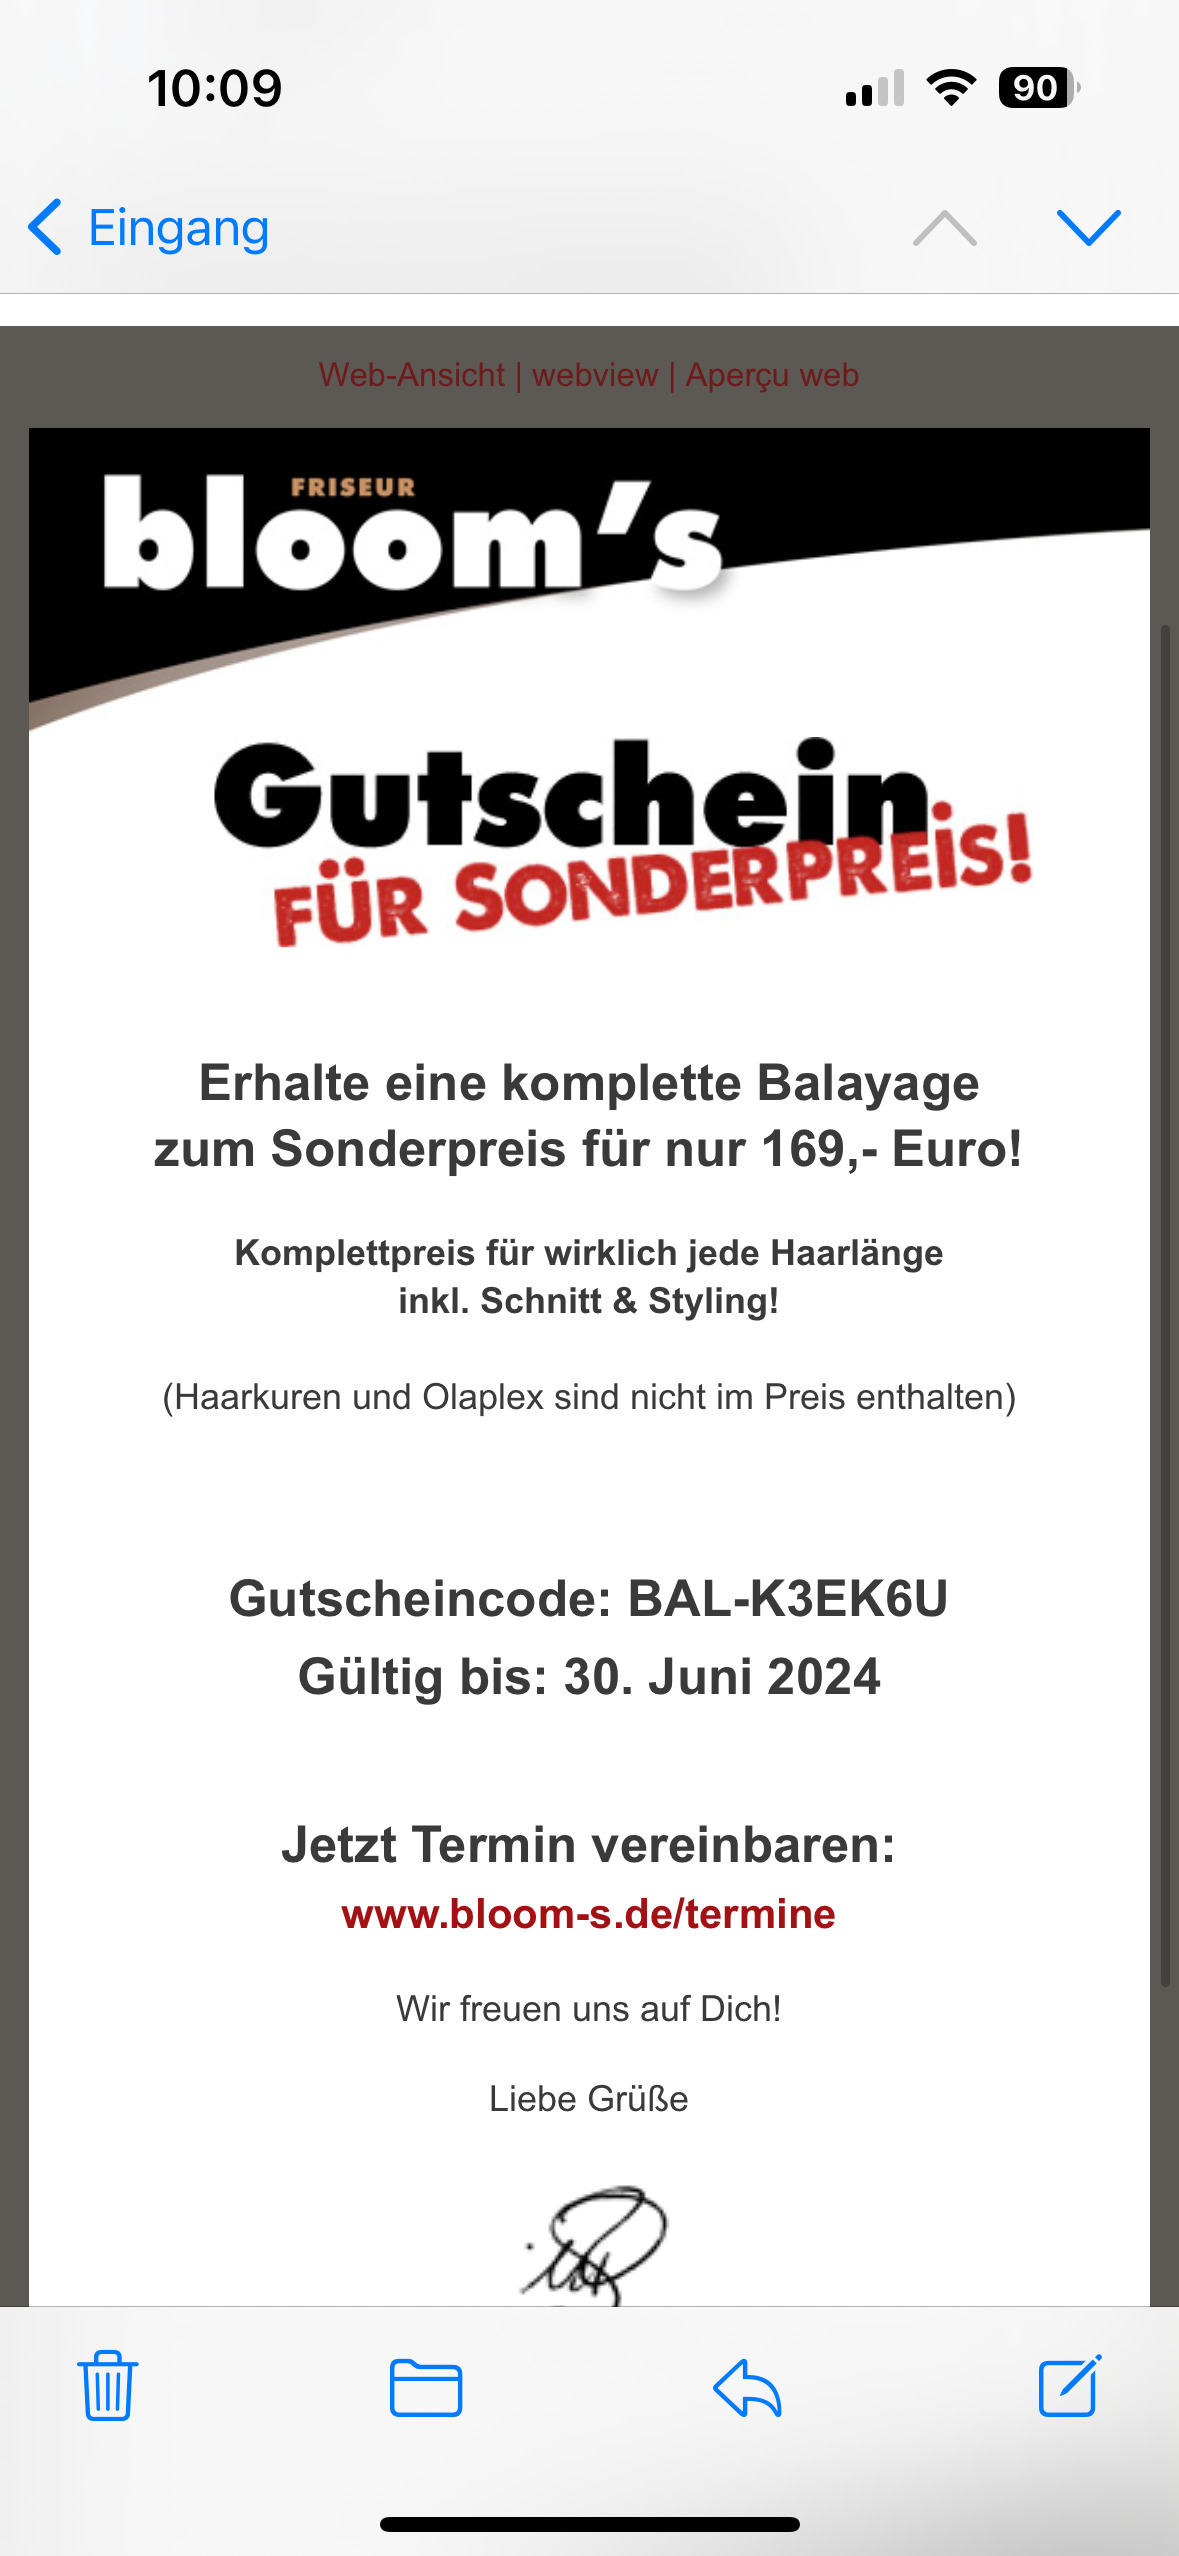 10:09
90
Eingang
Web-Ansicht | webview | Aperçu web
FRISEUR
bloom's
Gutschein
FÜR SONDERPREIS!
Erhalte eine komplette Balayage
zum Sonderpreis für nur 169,- Euro!
Komplettpreis für wirklich jede Haarlänge
inkl. Schnitt & Styling!
(Haarkuren und Olaplex sind nicht im Preis enthalten)
Gutscheincode: BAL-K3EK6U
Gültig bis: 30. Juni 2024
Jetzt Termin vereinbaren:
www.bloom-s.de/termine
Wir freuen uns auf Dich!
Liebe Grüße